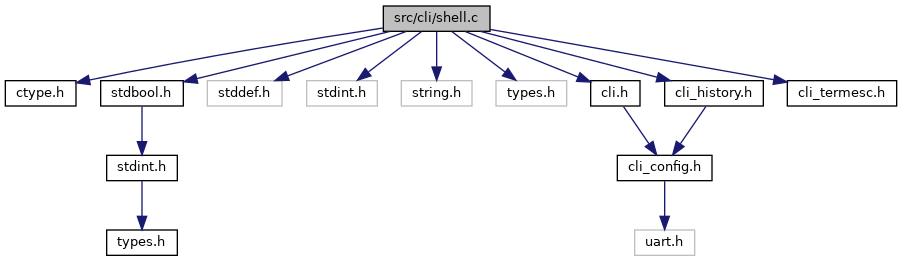 src/cli/shell.c
ctype.h
stdbool.h
stddef.h
stdint.h
string.h
types.h
cli.h
cli_history.h
cli_termesc.h
stdint.h
cli_config.h
types.h
uart.h